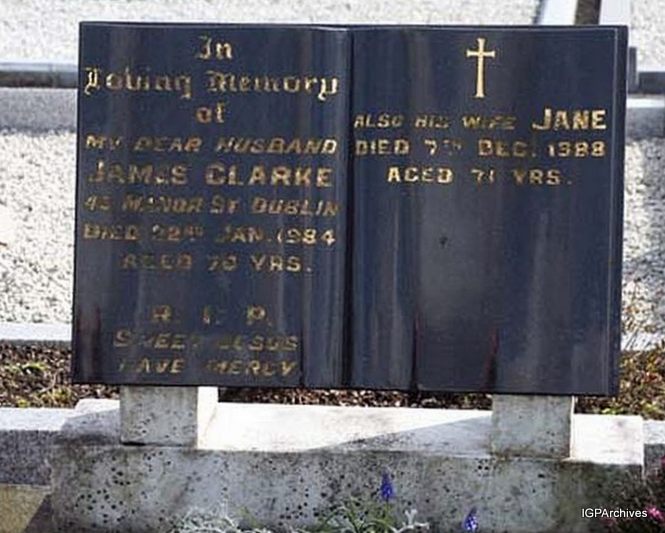 In
Loving Memory
of
MY DEAR HUSBAND
JAMES CLARKE
45 MANOR ST DUBLIN
DIED 22ND JAN. 1984
AGED 70 YRS.
R. I. P.
SWEET JESUS
HAVE MERCY
ALSO HIS WIFE JANE
DIED 7TH DEC. 1988
AGED 71 YRS.
IGPArchives